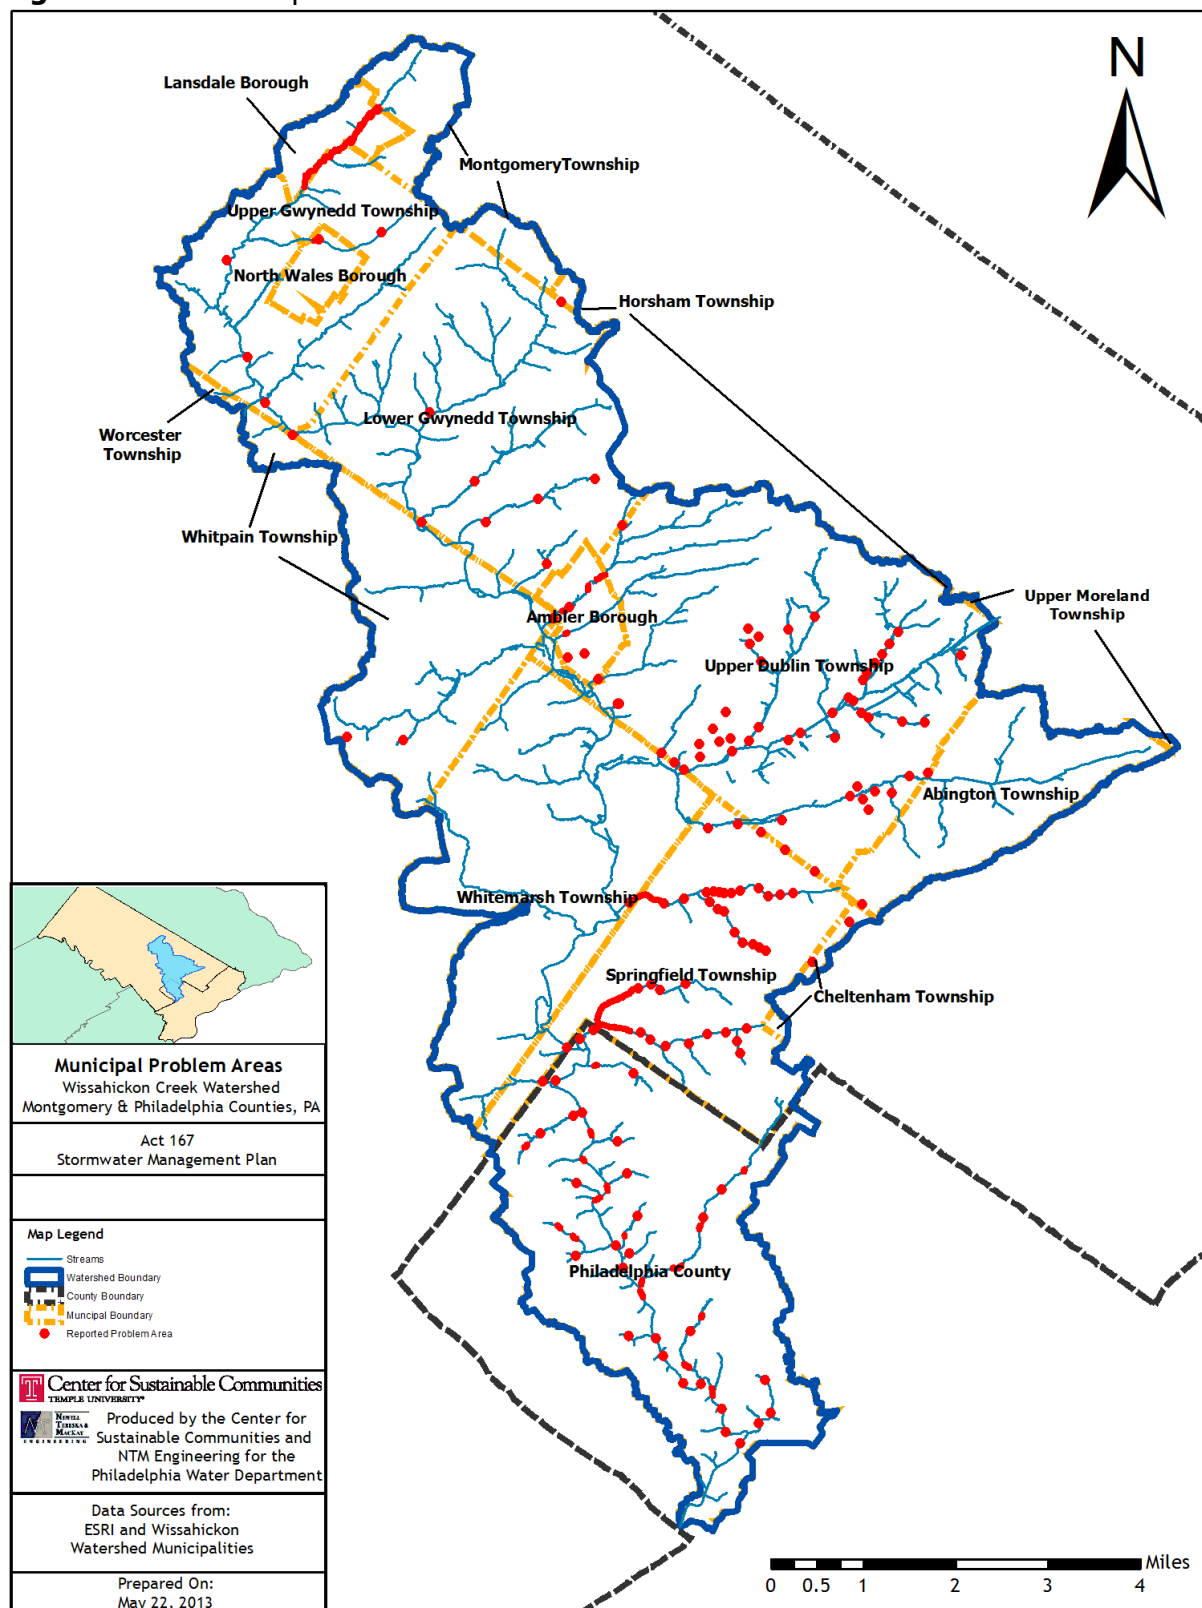 N
Lansdale Borough
MontgomeryTownship
Upper Gwynedd Township
North Wales Borough
Horsham Township
Lower Gwynedd Township
Worcester
Township
Whitpain Township
Ambler Borough
Upper Moreland
Township
Upper Dublin Township
Abington Township
Whitemarsh Township
Springfield Township
Cheltenham Township
Philadelphia County
Municipal Problem Areas
Wissahickon Creek Watershed
Montgomery & Philadelphia Counties, PA
Act 167
Stormwater Management Plan
Map Legend
Streams
Watershed Boundary
County Boundary
Muncipal Boundary
Reported Problem Area
Center for Sustainable Communities
TEMPLE UNIVERSITY
NEWELL
TERESKA &
MACKAY
ENGINEERING
Produced by the Center for
Sustainable Communities and
NTM Engineering for the
Philadelphia Water Department
Data Sources from:
ESRI and Wissahickon
Watershed Municipalities
Prepared On:
May 22, 2013
Miles
0 0.5 1 2 3 4